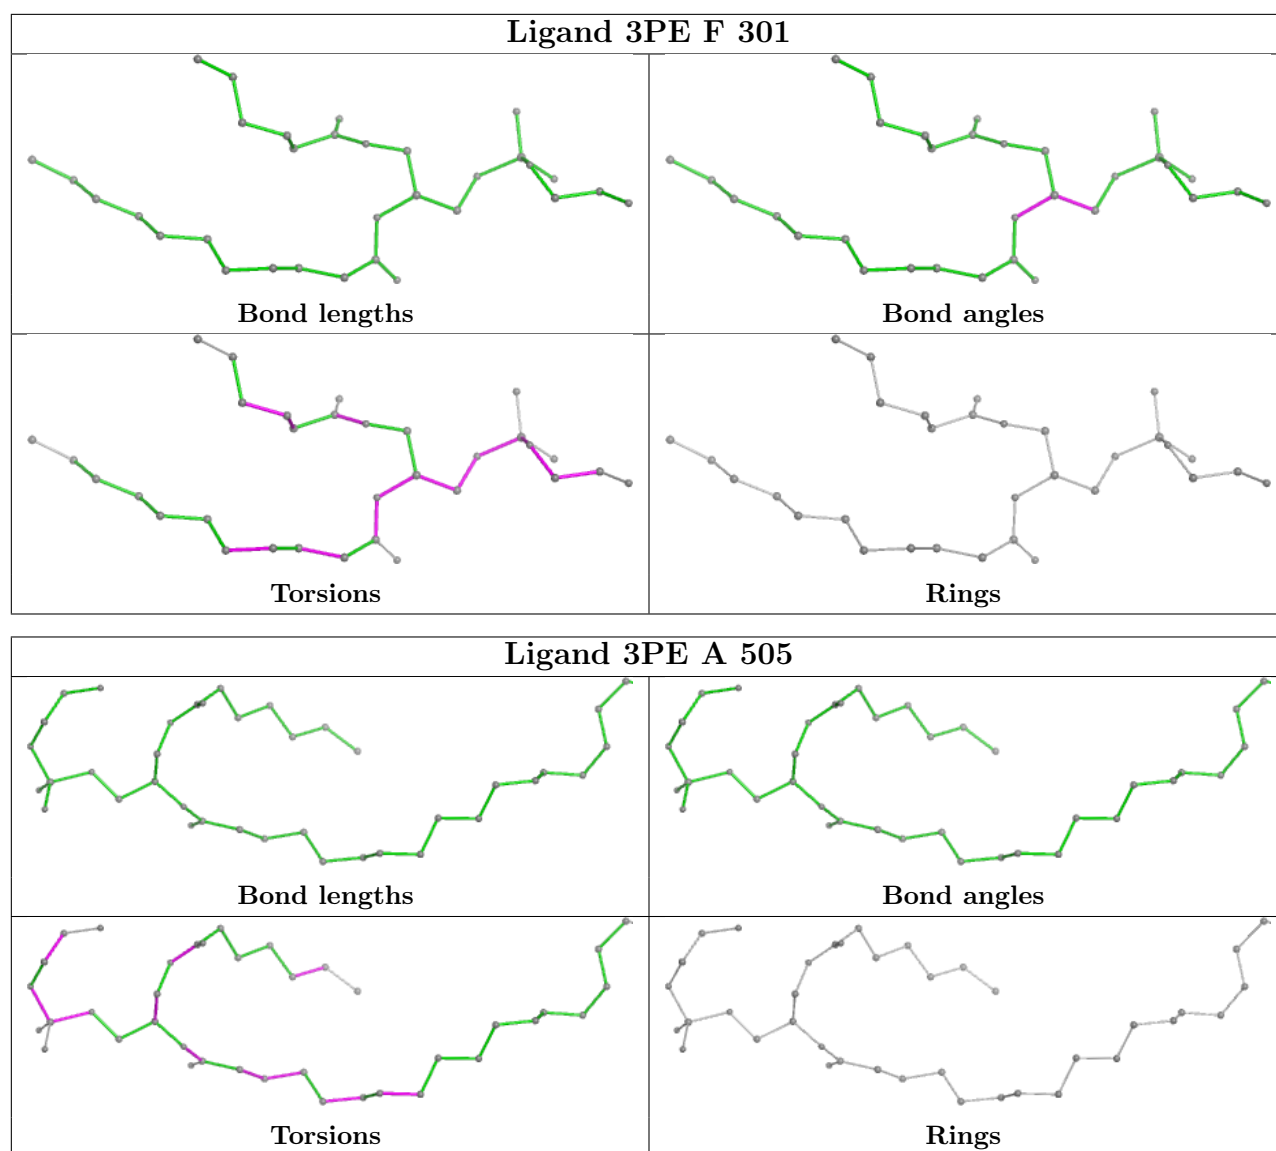 Ligand 3PE F 301
Bond lengths
Bond angles
Torsions
Rings
Ligand 3PE A 505
Bond lengths
Bond angles
Torsions
Rings